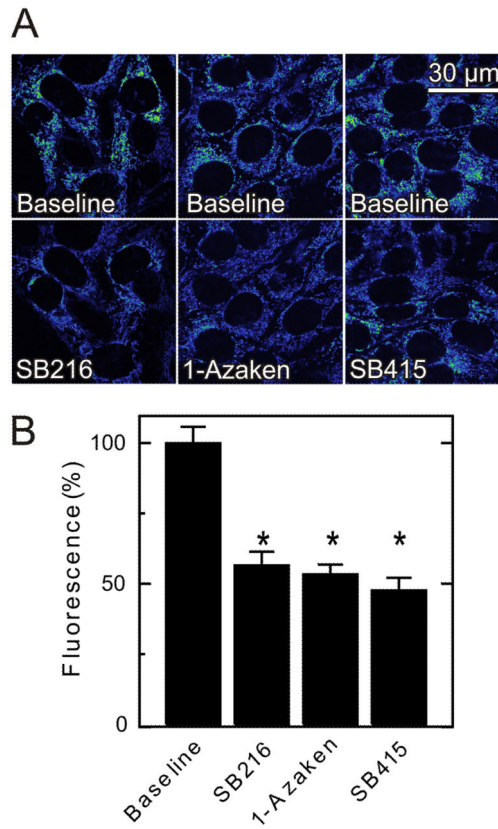 A
30 µm
Baseline Baseline Baseline
SB216 1-Azaken SB415
B
Fluorescence (%)
100
50
0
* * *
Baseline SB216 1-Azaken SB415